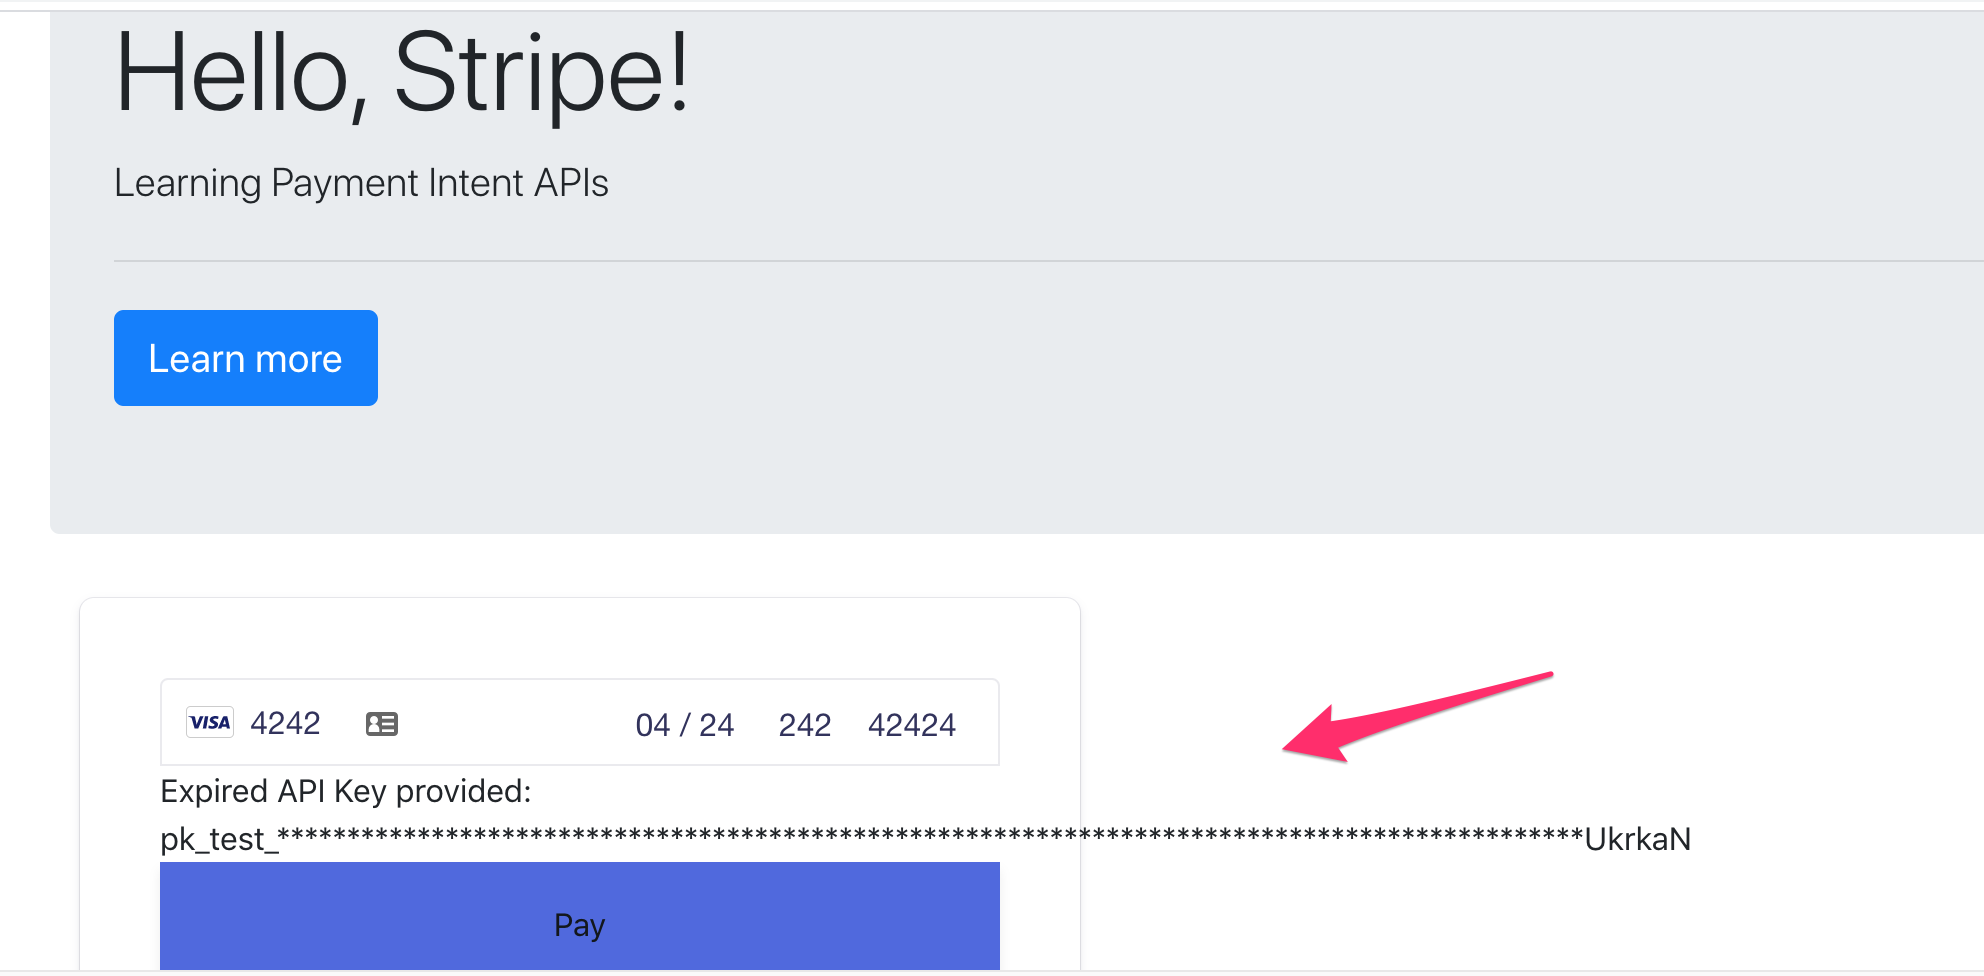 Hello, Stripe!
Learning Payment Intent APIs
Learn more
VISA 4242 04 / 24 242 42424
Expired API Key provided:
pk_test_*********************************************************************************************UkrkaN
Pay